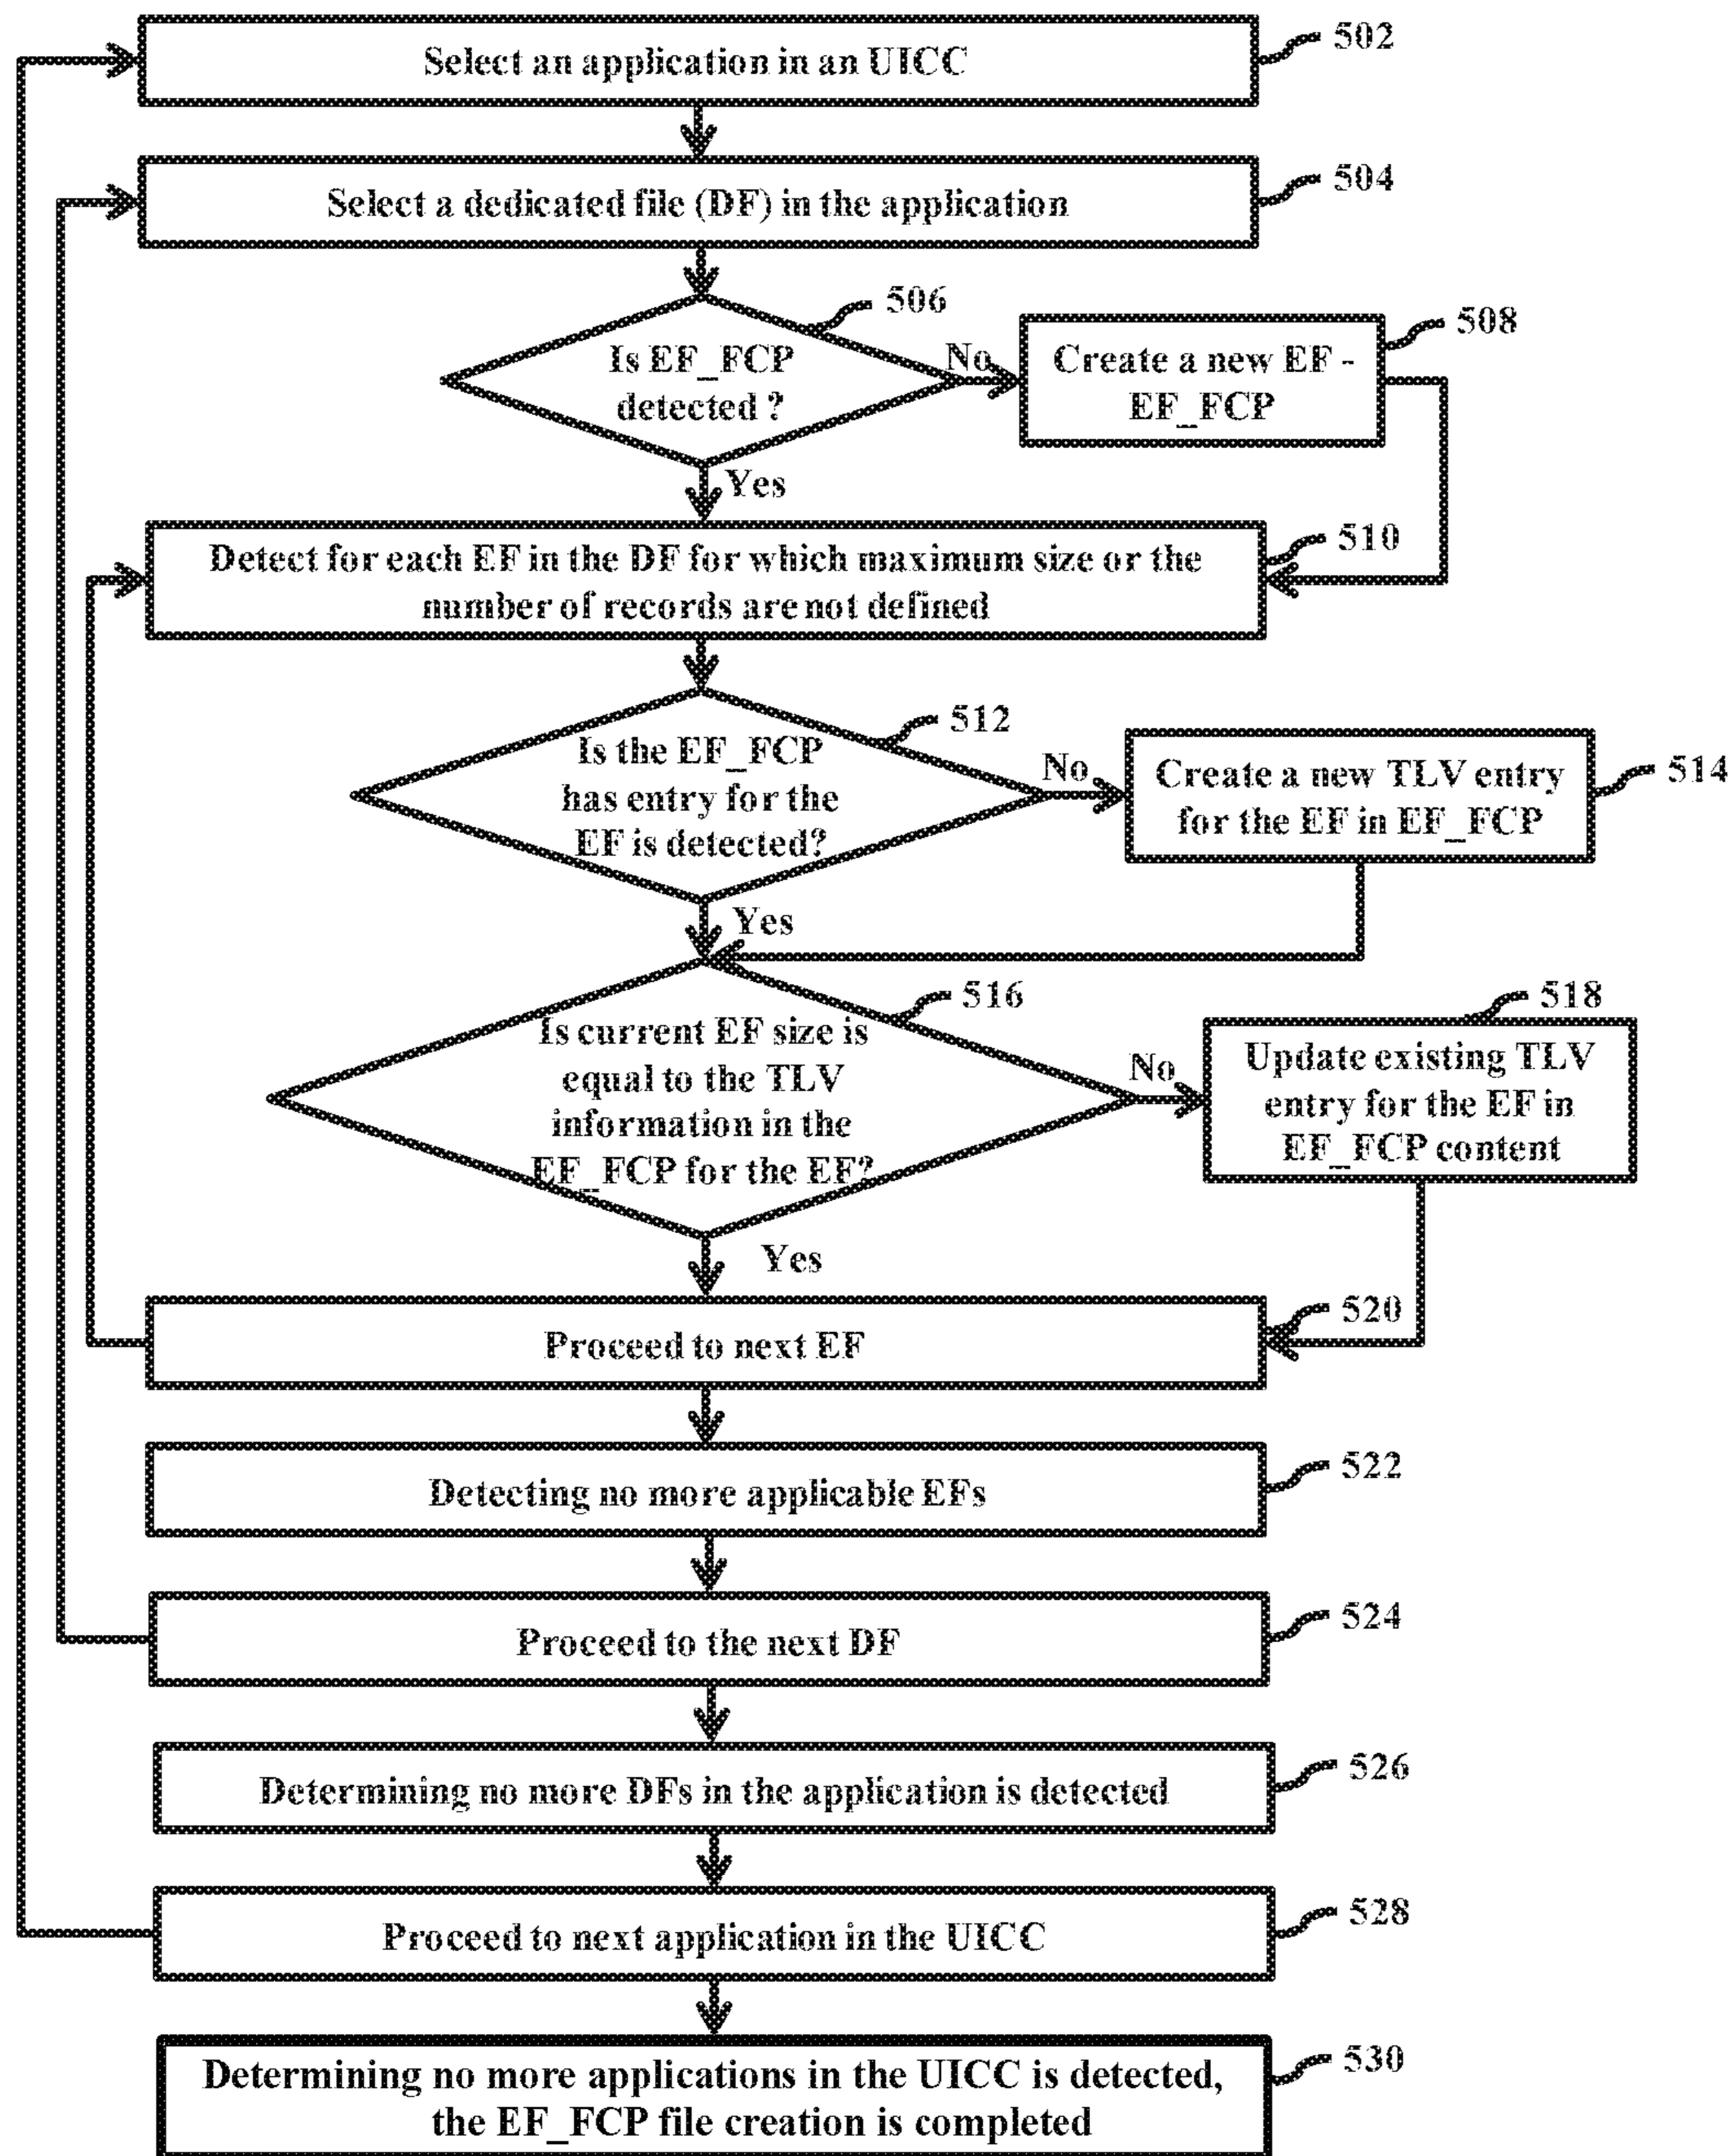 Select an application in an UICC
502
Select a dedicated file (DF) in the application
504
506
Is EF_FCP
detected ?
No
508
Create a new EF -
EF_FCP
Yes
510
Detect for each EF in the DF for which maximum size or the
number of records are not defined
512
Is the EF_FCP
has entry for the
EF is detected?
No
Create a new TLV entry
for the EF in EF_FCP
514
Yes
516
Is current EF size is
equal to the TLV
information in the
EF_FCP for the EF?
No
518
Update existing TLV
entry for the EF in
EF_FCP content
Yes
520
Proceed to next EF
522
Detecting no more applicable EFs
524
Proceed to the next DF
526
Determining no more DFs in the application is detected
528
Proceed to next application in the UICC
530
Determining no more applications in the UICC is detected,
the EF_FCP file creation is completed